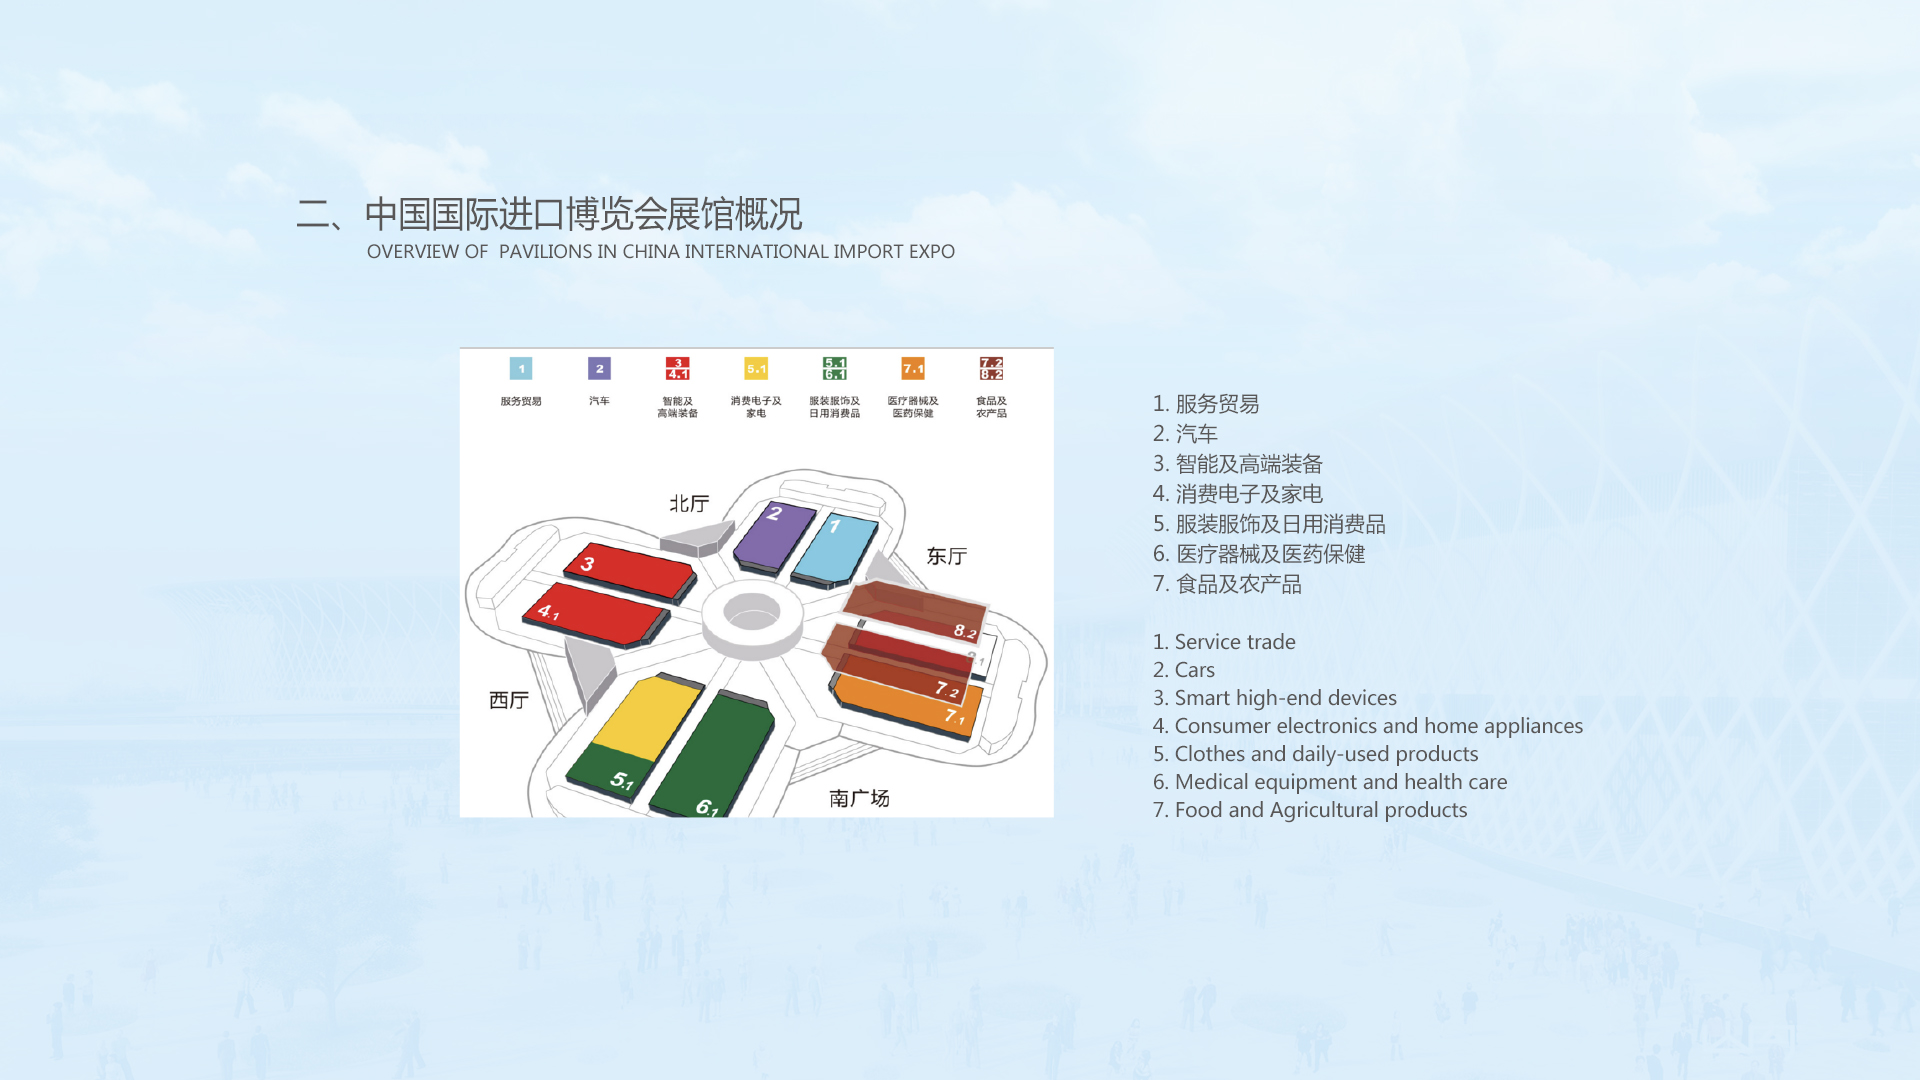 二、中国国际进口博览会展馆概况
OVERVIEW OF PAVILIONS IN CHINA INTERNATIONAL IMPORT EXPO
1
2
3
4.1
5.1
5.1
6.1
7.1
7.2
8.2
服务贸易
汽车
智能及
高端装备
消费电子及
家电
服装服饰及
日用消费品
医疗器械及
医药保健
食品及
农产品
北厅
东厅
西厅
南广场
2
1
3
4.1
8.2
7.2
7.1
5.1
6.1
1. 服务贸易
2. 汽车
3. 智能及高端装备
4. 消费电子及家电
5. 服装服饰及日用消费品
6. 医疗器械及医药保健
7. 食品及农产品
1. Service trade
2. Cars
3. Smart high-end devices
4. Consumer electronics and home appliances
5. Clothes and daily-used products
6. Medical equipment and health care
7. Food and Agricultural products